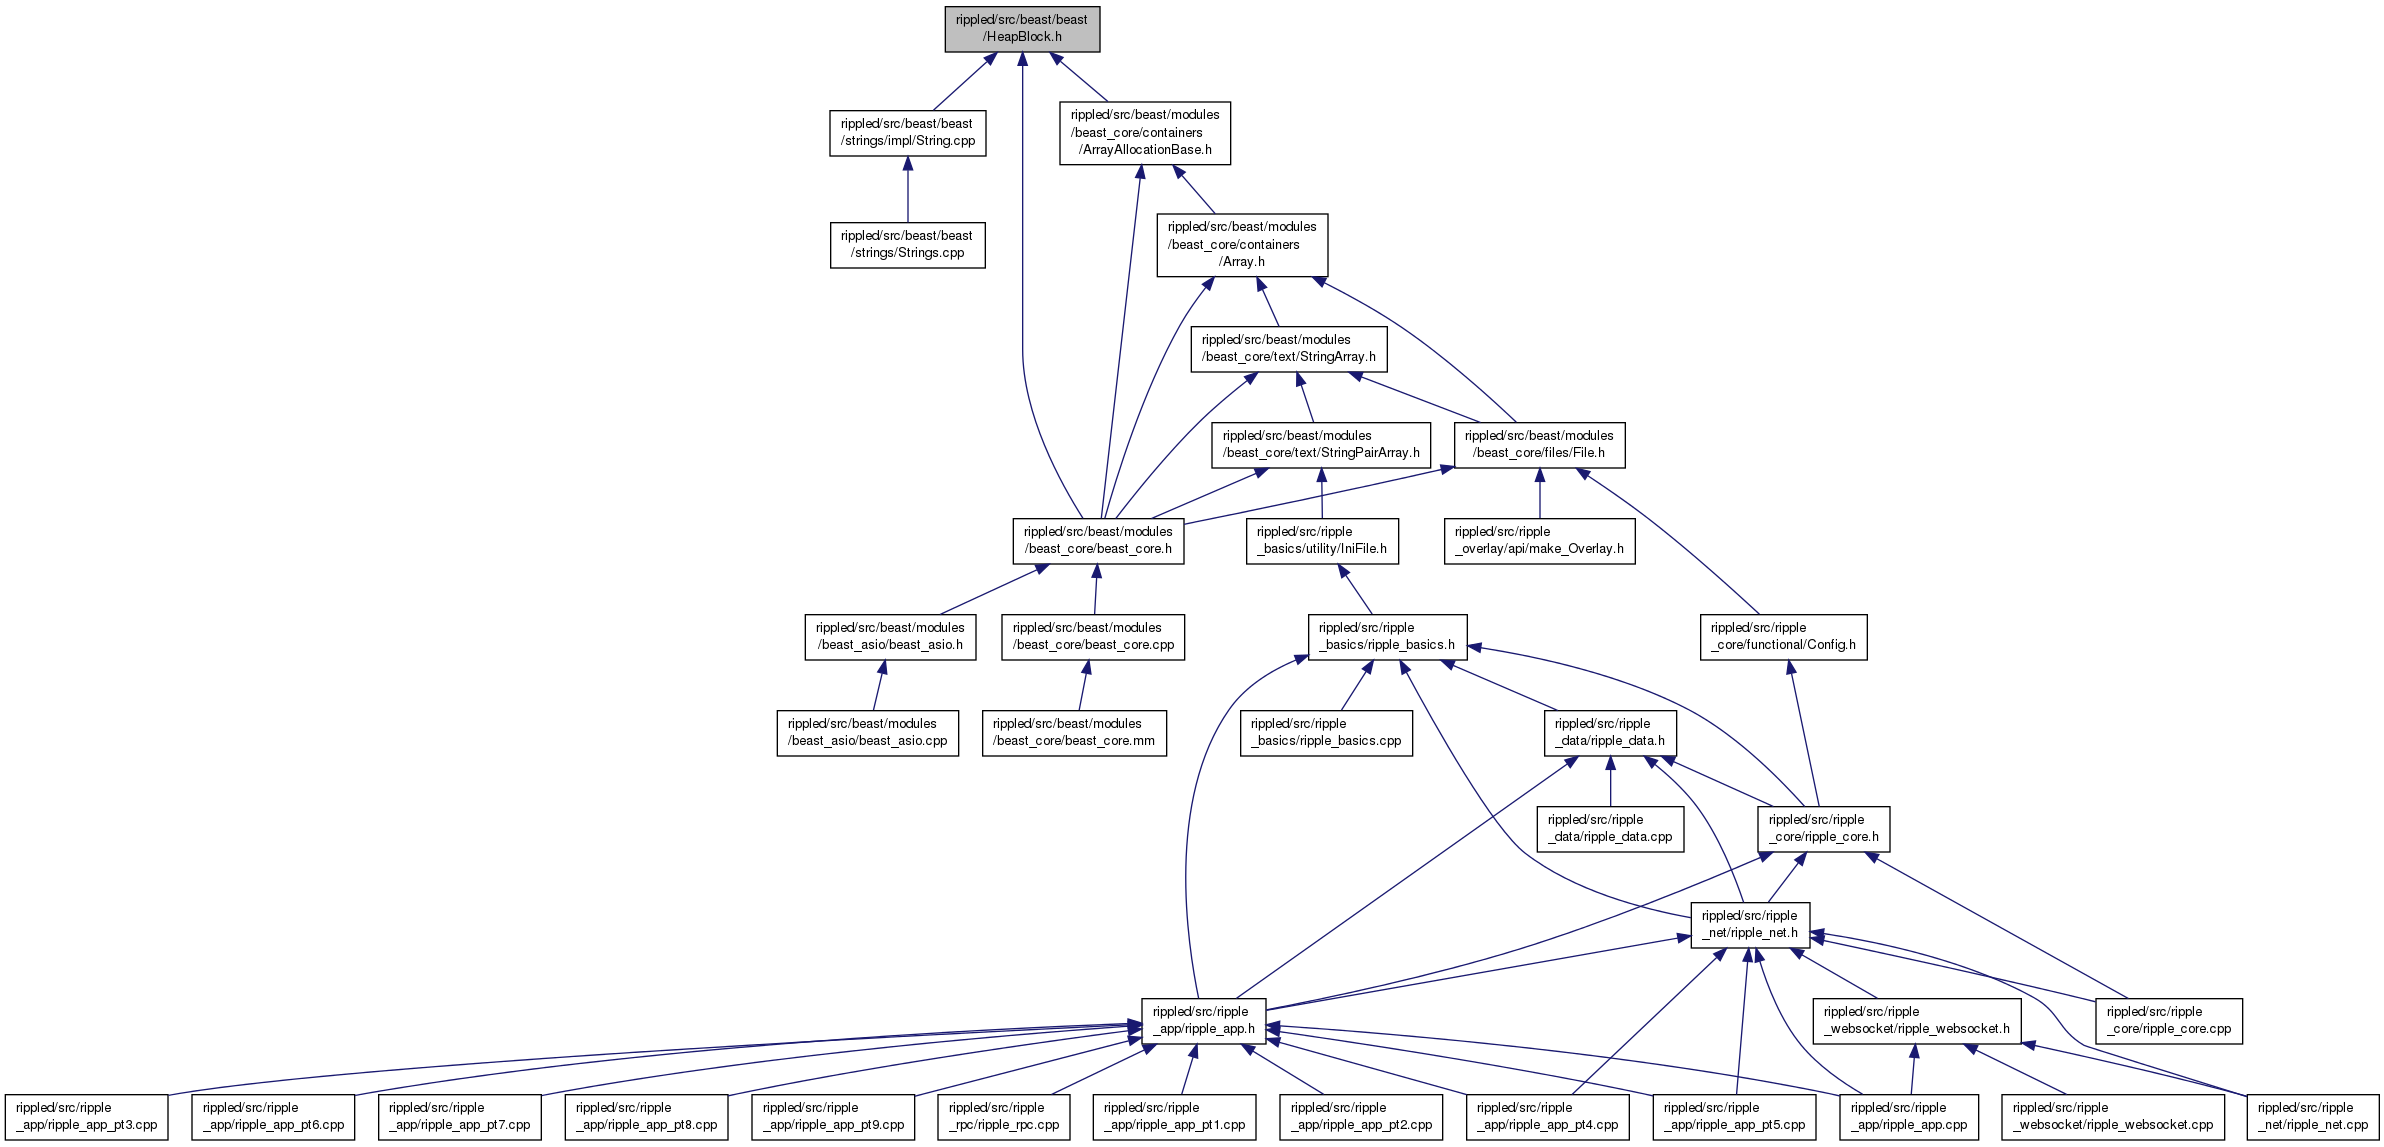 rippled/src/beast/beast
/HeapBlock.h
rippled/src/beast/beast
/strings/impl/String.cpp
rippled/src/beast/modules
/beast_core/containers
/ArrayAllocationBase.h
rippled/src/beast/beast
/strings/Strings.cpp
rippled/src/beast/modules
/beast_core/containers
/Array.h
rippled/src/beast/modules
/beast_core/text/StringArray.h
rippled/src/beast/modules
/beast_core/text/StringPairArray.h
rippled/src/beast/modules
/beast_core/files/File.h
rippled/src/beast/modules
/beast_core/beast_core.h
rippled/src/ripple
_basics/utility/IniFile.h
rippled/src/ripple
_overlay/api/make_Overlay.h
rippled/src/beast/modules
/beast_asio/beast_asio.h
rippled/src/beast/modules
/beast_core/beast_core.cpp
rippled/src/ripple
_basics/ripple_basics.h
rippled/src/ripple
_core/functional/Config.h
rippled/src/beast/modules
/beast_asio/beast_asio.cpp
rippled/src/beast/modules
/beast_core/beast_core.mm
rippled/src/ripple
_basics/ripple_basics.cpp
rippled/src/ripple
_data/ripple_data.h
rippled/src/ripple
_data/ripple_data.cpp
rippled/src/ripple
_core/ripple_core.h
rippled/src/ripple
_net/ripple_net.h
rippled/src/ripple
_app/ripple_app.h
rippled/src/ripple
_websocket/ripple_websocket.h
rippled/src/ripple
_core/ripple_core.cpp
rippled/src/ripple
_app/ripple_app_pt3.cpp
rippled/src/ripple
_app/ripple_app_pt6.cpp
rippled/src/ripple
_app/ripple_app_pt7.cpp
rippled/src/ripple
_app/ripple_app_pt8.cpp
rippled/src/ripple
_app/ripple_app_pt9.cpp
rippled/src/ripple
_rpc/ripple_rpc.cpp
rippled/src/ripple
_app/ripple_app_pt1.cpp
rippled/src/ripple
_app/ripple_app_pt2.cpp
rippled/src/ripple
_app/ripple_app_pt4.cpp
rippled/src/ripple
_app/ripple_app_pt5.cpp
rippled/src/ripple
_app/ripple_app.cpp
rippled/src/ripple
_websocket/ripple_websocket.cpp
rippled/src/ripple
_net/ripple_net.cpp